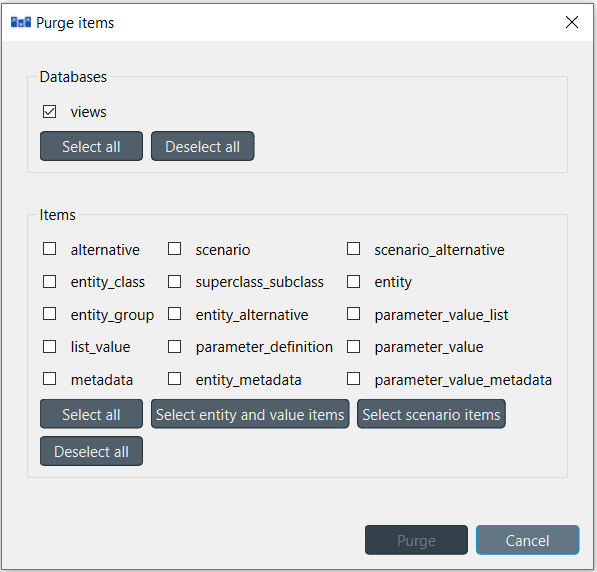 Purge items
Databases
views
Select all Deselect all
Items
alternative scenario scenario_alternative
entity_class superclass_subclass entity
entity_group entity_alternative parameter_value_list
list_value parameter_definition parameter_value
metadata entity_metadata parameter_value_metadata
Select all Select entity and value items Select scenario items
Deselect all
Purge Cancel